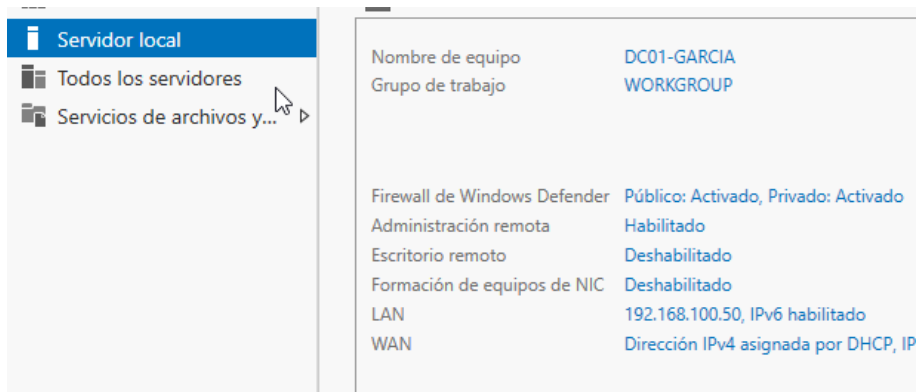 Servidor local
Todos los servidores
Servicios de archivos y...
Nombre de equipo DC01-GARCIA
Grupo de trabajo WORKGROUP
Firewall de Windows Defender Público: Activado, Privado: Activado
Administración remota Habilitado
Escritorio remoto Deshabilitado
Formación de equipos de NIC Deshabilitado
LAN 192.168.100.50, IPv6 habilitado
WAN Dirección IPv4 asignada por DHCP, IP